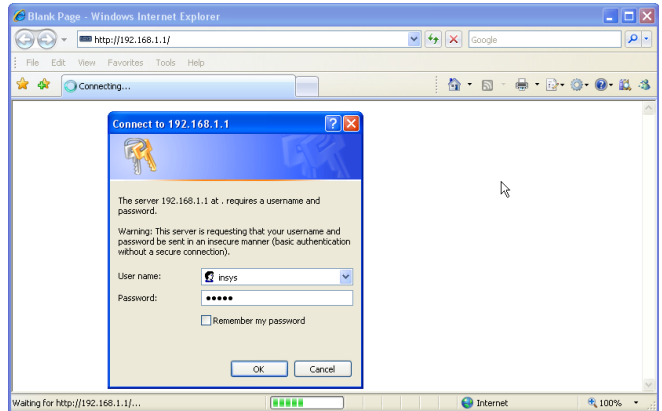 Blank Page - Windows Internet Explorer
http://192.168.1.1/
Google
File Edit View Favorites Tools Help
Connecting...
Connect to 192.168.1.1
The server 192.168.1.1 at . requires a username and
password.
Warning: This server is requesting that your username and
password be sent in an insecure manner (basic authentication
without a secure connection).
User name:
insys
Password:
●●●●●
Remember my password
OK
Cancel
Waiting for http://192.168.1.1/...
Internet
100%